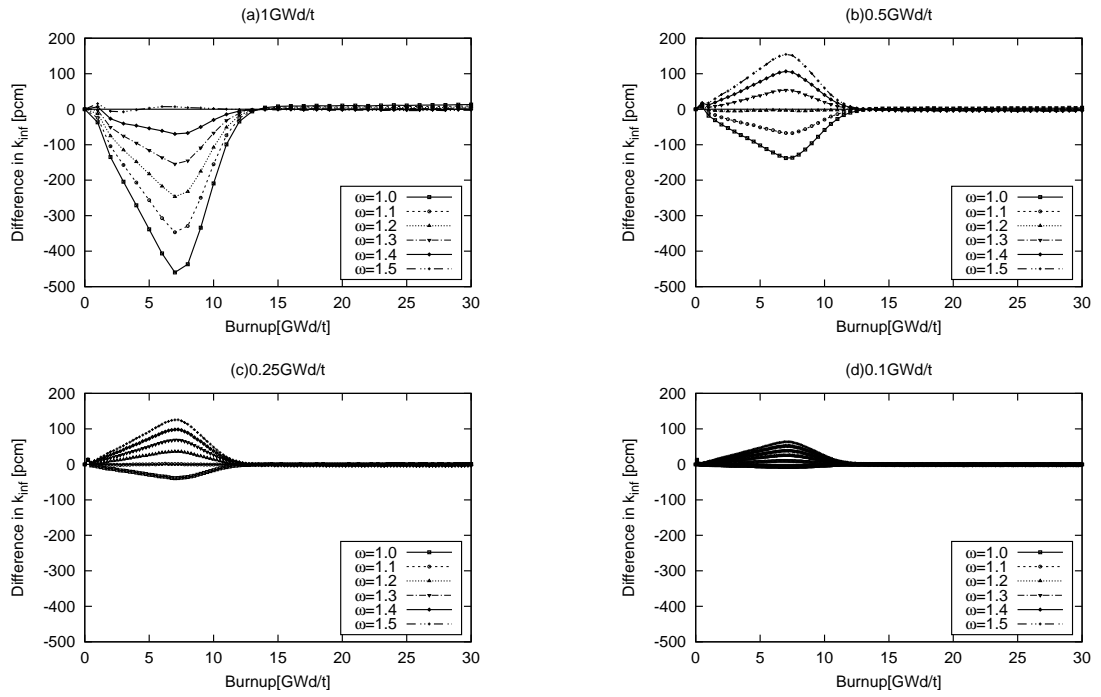 (a)1GWd/t
Difference in kinf [pcm]
200
100
0
-100
-200
-300
-400
-500
ω=1.0
ω=1.1
ω=1.2
ω=1.3
ω=1.4
ω=1.5
0 5 10 15 20 25 30
Burnup[GWd/t]
(b)0.5GWd/t
Difference in kinf [pcm]
200
100
0
-100
-200
-300
-400
-500
ω=1.0
ω=1.1
ω=1.2
ω=1.3
ω=1.4
ω=1.5
0 5 10 15 20 25 30
Burnup[GWd/t]
(c)0.25GWd/t
Difference in kinf [pcm]
200
100
0
-100
-200
-300
-400
-500
ω=1.0
ω=1.1
ω=1.2
ω=1.3
ω=1.4
ω=1.5
0 5 10 15 20 25 30
Burnup[GWd/t]
(d)0.1GWd/t
Difference in kinf [pcm]
200
100
0
-100
-200
-300
-400
-500
ω=1.0
ω=1.1
ω=1.2
ω=1.3
ω=1.4
ω=1.5
0 5 10 15 20 25 30
Burnup[GWd/t]